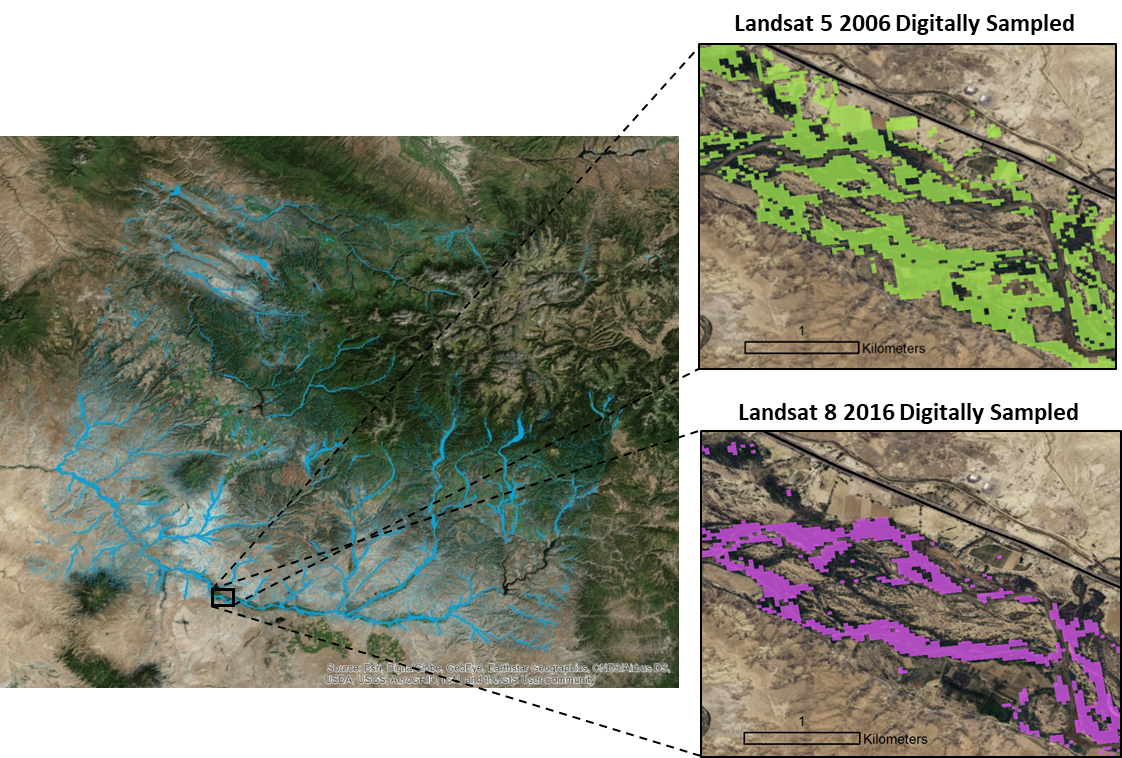 Landsat 5 2006 Digitally Sampled
1
Kilometers
Landsat 8 2016 Digitally Sampled
1
Kilometers
Source: Esri, DigitalGlobe, GeoEye, Earthstar Geographics, CNES/Airbus DS,
USDA, USGS, AeroGRID, IGN, and the GIS User Community